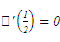 □′(1/2) = 0